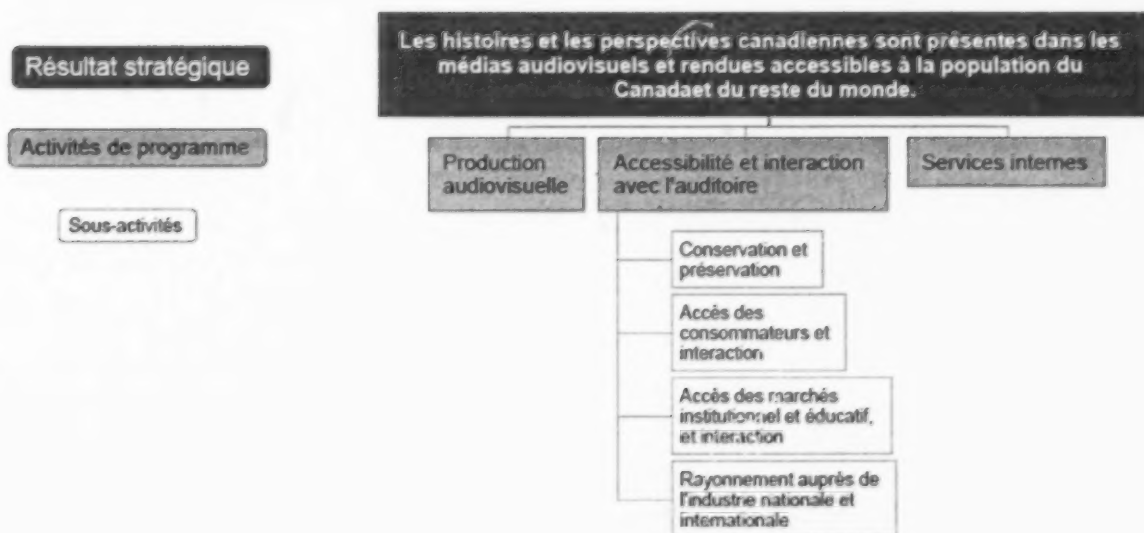 Résultat stratégique
Activités de programme
Sous-activités
Les histoires et les perspectives canadiennes sont présentes dans les
médias audiovisuels et rendues accessibles à la population du
Canadaet du reste du monde.
Production
audiovisuelle
Accessibilité et interaction
avec l'auditoire
Services internes
Conservation et
préservation
Accès des
consommateurs et
interaction
Accès des marchés
institutionnel et éducatif,
et interaction
Rayonnement auprès de
l'industrie nationale et
internationale